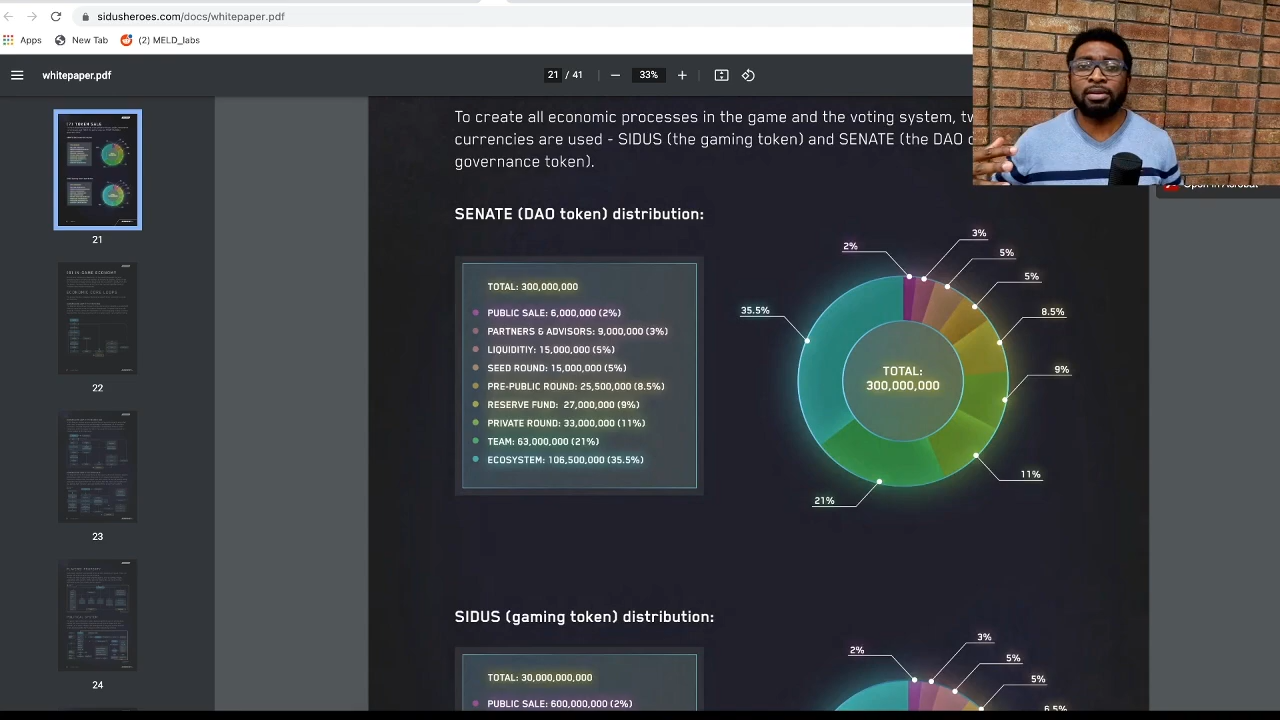 sidusheroes.com/docs/whitepaper.pdf
Apps
New Tab
(2) MELD_labs
whitepaper.pdf
21 / 41
33%
To create all economic processes in the game and the voting system,
currencies are used - SIDUS (the gaming token) and SENATE (the DAO
governance token).
Open in Acrobat
SENATE (DAO token) distribution:
TOTAL: 300,000,000
PUBLIC SALE: 6,000,000 (2%)
PARTNERS & ADVISORS: 9,000,000 (3%)
LIQUIDITIY: 15,000,000 (5%)
SEED ROUND: 15,000,000 (5%)
PRE-PUBLIC ROUND: 25,500,000 (8.5%)
RESERVE FUND: 27,000,000 (9%)
PRIVATE ROUND: 33,000,000 (11%)
TEAM: 63,000,000 (21%)
ECOSYSTEM: 106,500,000 (35.5%)
2%
3%
5%
5%
8.5%
9%
11%
21%
35.5%
TOTAL:
300,000,000
SIDUS (gaming token) distribution:
TOTAL: 30,000,000,000
PUBLIC SALE: 600,000,000 (2%)
2%
3%
5%
5%
6.5%
21
22
23
24